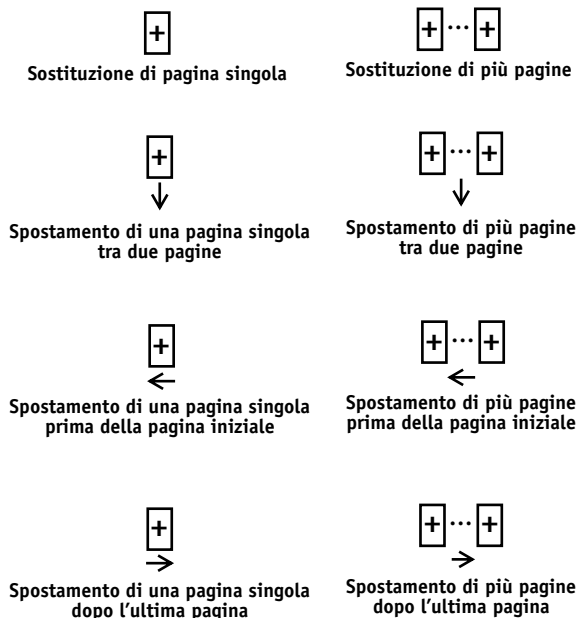 Sostituzione di pagina singola
Sostituzione di più pagine
Spostamento di una pagina singola
tra due pagine
Spostamento di più pagine
tra due pagine
Spostamento di una pagina singola
prima della pagina iniziale
Spostamento di più pagine
prima della pagina iniziale
Spostamento di una pagina singola
dopo l'ultima pagina
Spostamento di più pagine
dopo l'ultima pagina